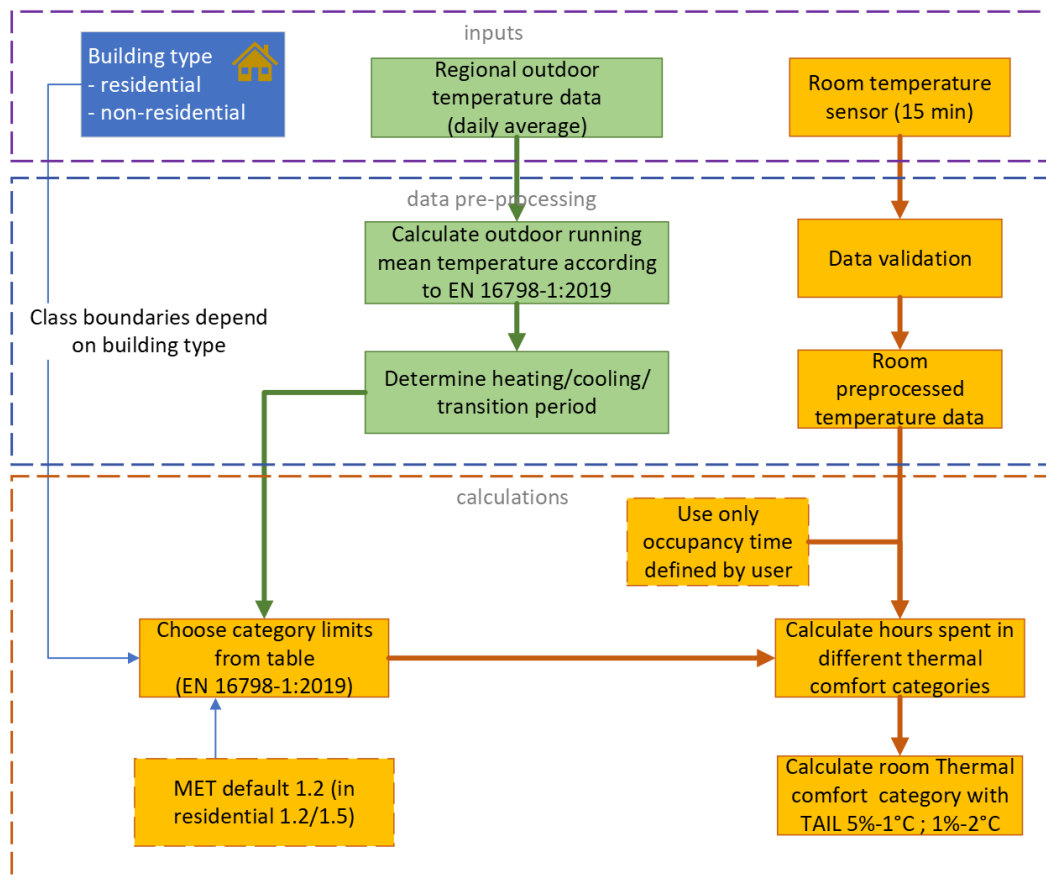 inputs
Building type
- residential
- non-residential
Regional outdoor
temperature data
(daily average)
Room temperature
sensor (15 min)
data pre-processing
Calculate outdoor running
mean temperature according
to EN 16798-1:2019
Data validation
Class boundaries depend
on building type
Determine heating/cooling/
transition period
Room
preprocessed
temperature data
calculations
Use only
occupancy time
defined by user
Choose category limits
from table
(EN 16798-1:2019)
Calculate hours spent in
different thermal
comfort categories
MET default 1.2 (in
residential 1.2/1.5)
Calculate room Thermal
comfort category with
TAIL 5%-1°C ; 1%-2°C